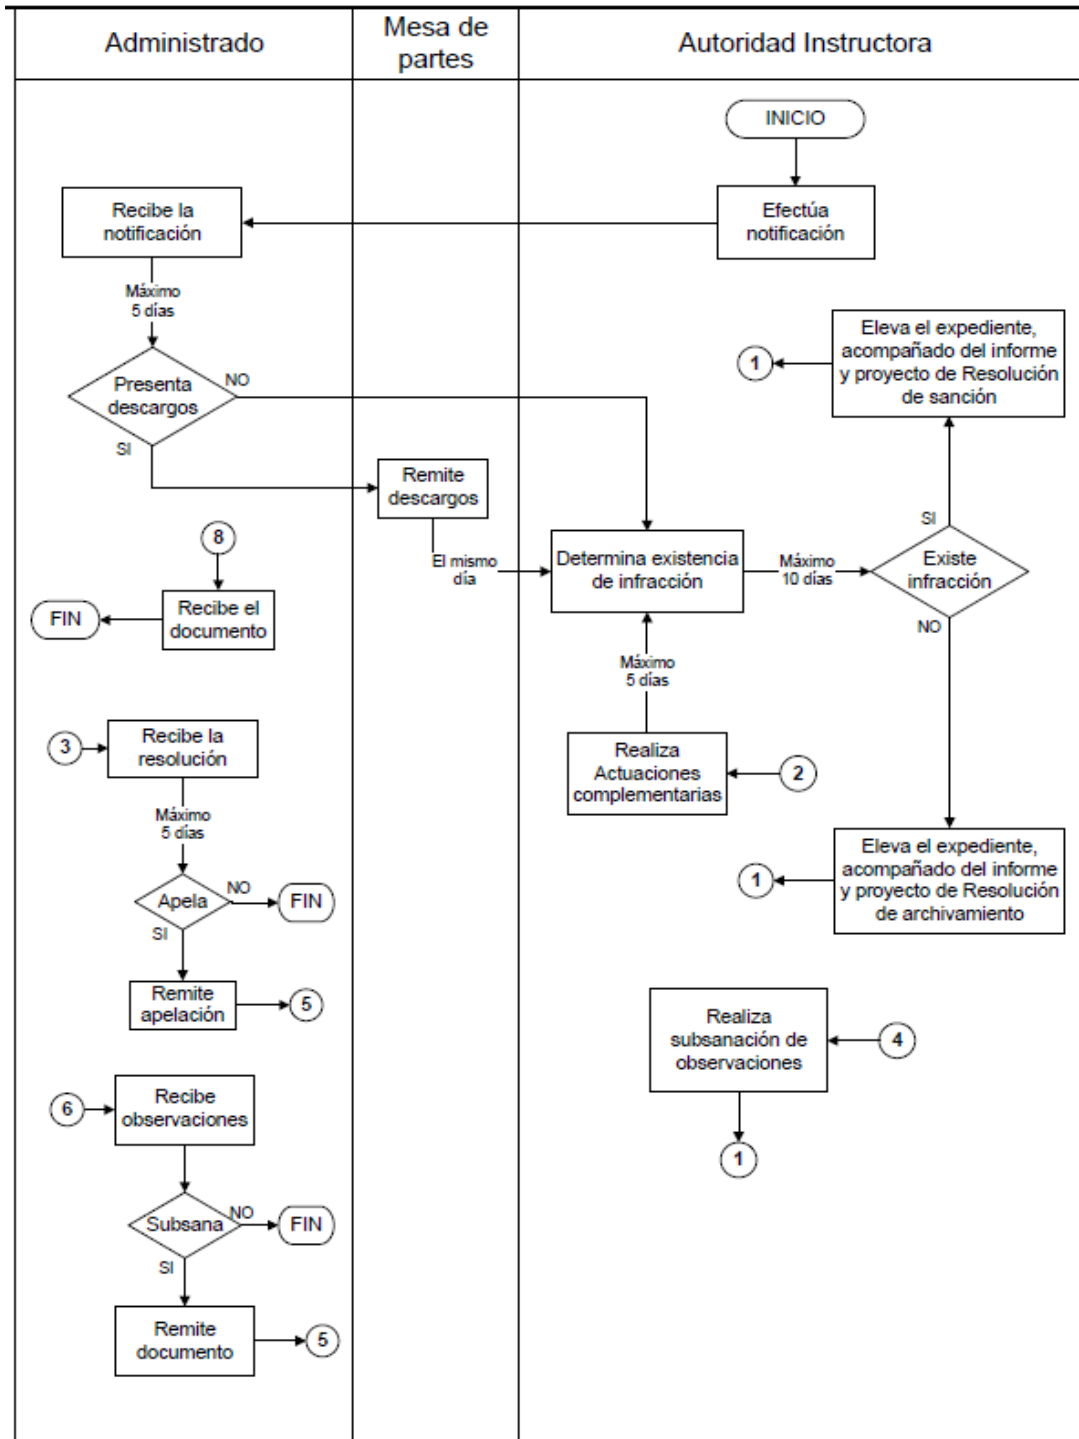 Administrado
Mesa de
partes
Autoridad Instructora
INICIO
Recibe la
notificación
Efectúa
notificación
Máximo
5 días
Eleva el expediente,
acompañado del informe
y proyecto de Resolución
de sanción
1
Presenta
descargos
NO
SI
Remite
descargos
El mismo
día
Determina existencia
de infracción
Máximo
10 días
SI
Existe
infracción
NO
8
Recibe el
documento
FIN
Máximo
5 días
3
Recibe la
resolución
Realiza
Actuaciones
complementarias
2
Máximo
5 días
Eleva el expediente,
acompañado del informe
y proyecto de Resolución
de archivamiento
1
Apela
NO
FIN
SI
Remite
apelación
5
Realiza
subsanación de
observaciones
4
1
6
Recibe
observaciones
Subsana
NO
FIN
SI
Remite
documento
5